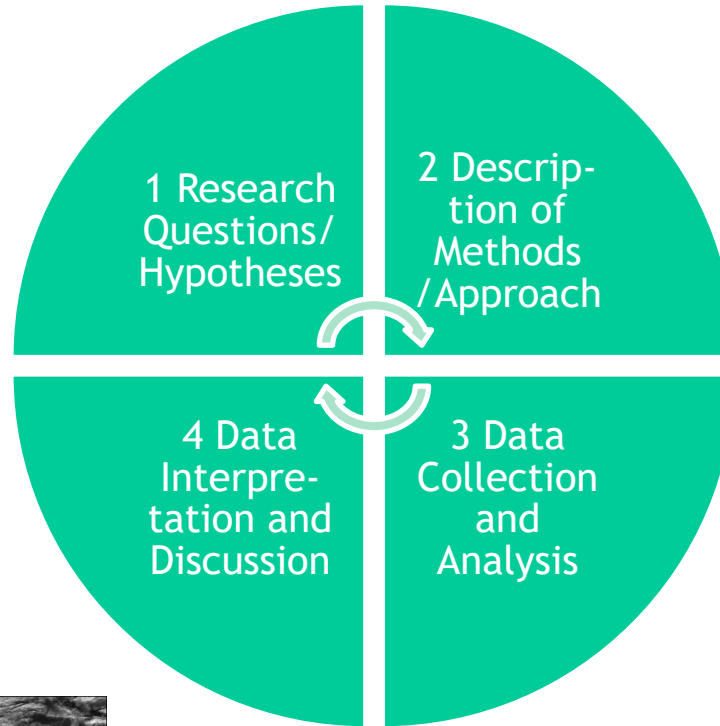 1 Research
Questions/
Hypotheses
2 Descrip-
tion of
Methods
/Approach
3 Data
Collection
and
Analysis
4 Data
Interpre-
tation and
Discussion